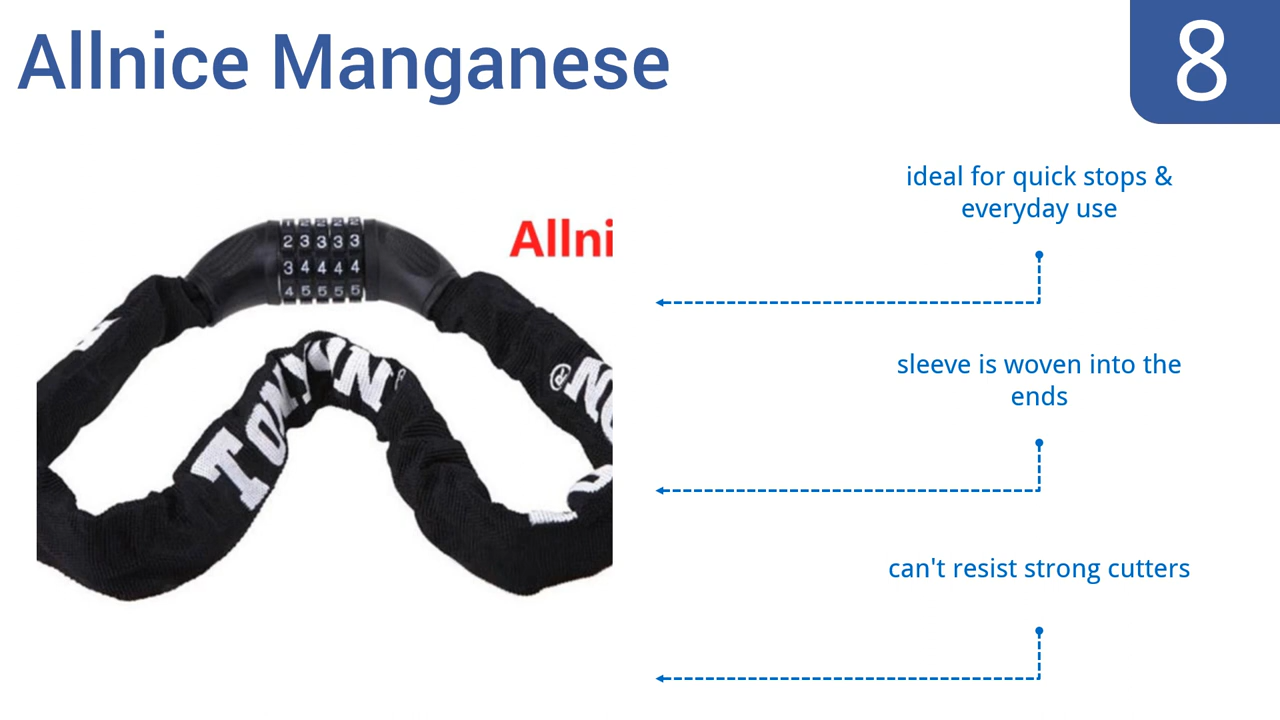 Allnice Manganese
8
ideal for quick stops &
everyday use
Allni
2 3 3 3 3
3 4 4 4 4
4 5 5 5 5
sleeve is woven into the
ends
can't resist strong cutters